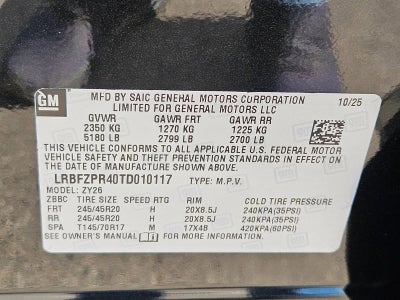 GM
MFD BY SAIC GENERAL MOTORS CORPORATION 10/25
LIMITED FOR GENERAL MOTORS LLC
GVWR GAWR FRT GAWR RR
2350 KG 1270 KG 1225 KG
5180 LB 2799 LB 2700 LB
THIS VEHICLE CONFORMS TO ALL APPLICABLE U.S. FEDERAL MOTOR
VEHICLE SAFETY, BUMPER, AND THEFT PREVENTION STANDARDS
IN EFFECT ON THE DATE OF MANUFACTURE SHOWN ABOVE.
LRBFZPR40TD010117 TYPE: M.P.V.
MODEL: ZY26
ZBBC TIRE SIZE SPEED RTG RIM COLD TIRE PRESSURE
FRT 245/45R20 H 20X8.5J 240KPA(35PSI)
RR 245/45R20 H 20X8.5J 240KPA(35PSI)
SPA T145/70R17 M 17X4B 420KPA(60PSI)
SEE OWNER'S MANUAL FOR MORE INFORMATION.